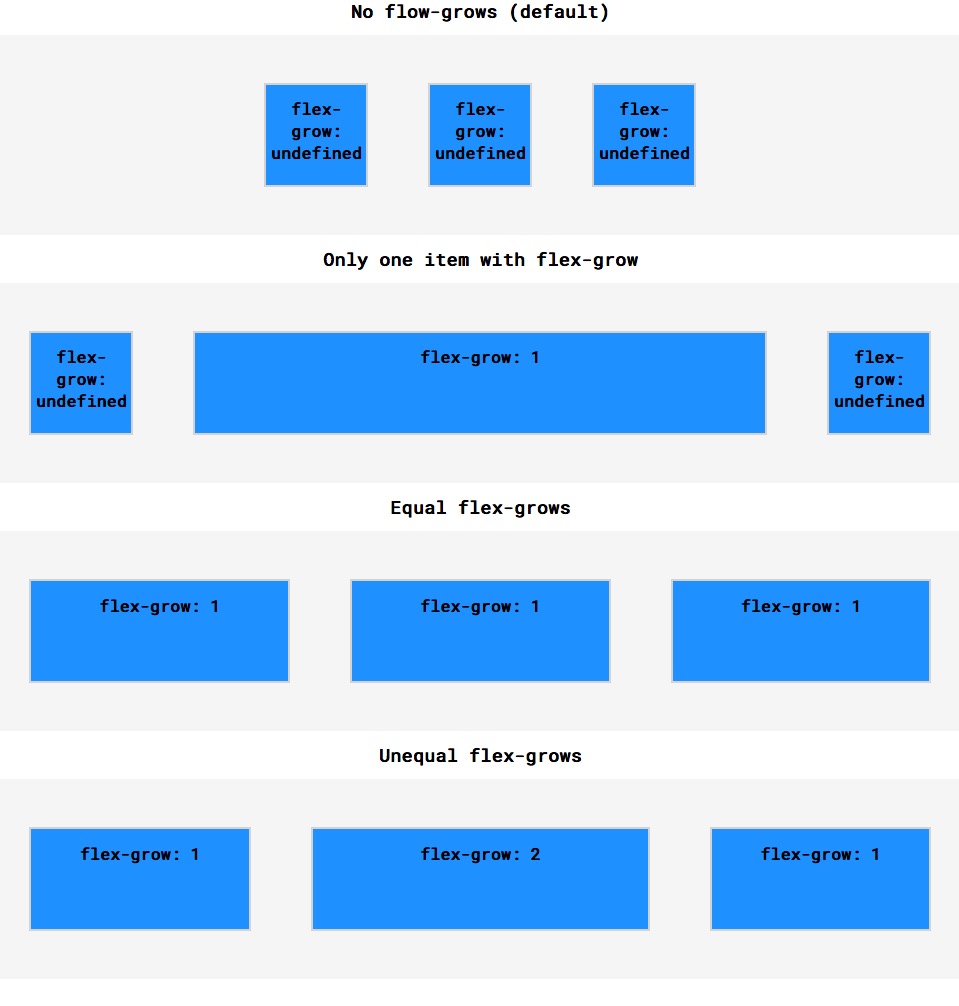 No flow-grows (default)
flex-
grow:
undefined
flex-
grow:
undefined
flex-
grow:
undefined
Only one item with flex-grow
flex-
grow:
undefined
flex-grow: 1
flex-
grow:
undefined
Equal flex-grows
flex-grow: 1
flex-grow: 1
flex-grow: 1
Unequal flex-grows
flex-grow: 1
flex-grow: 2
flex-grow: 1